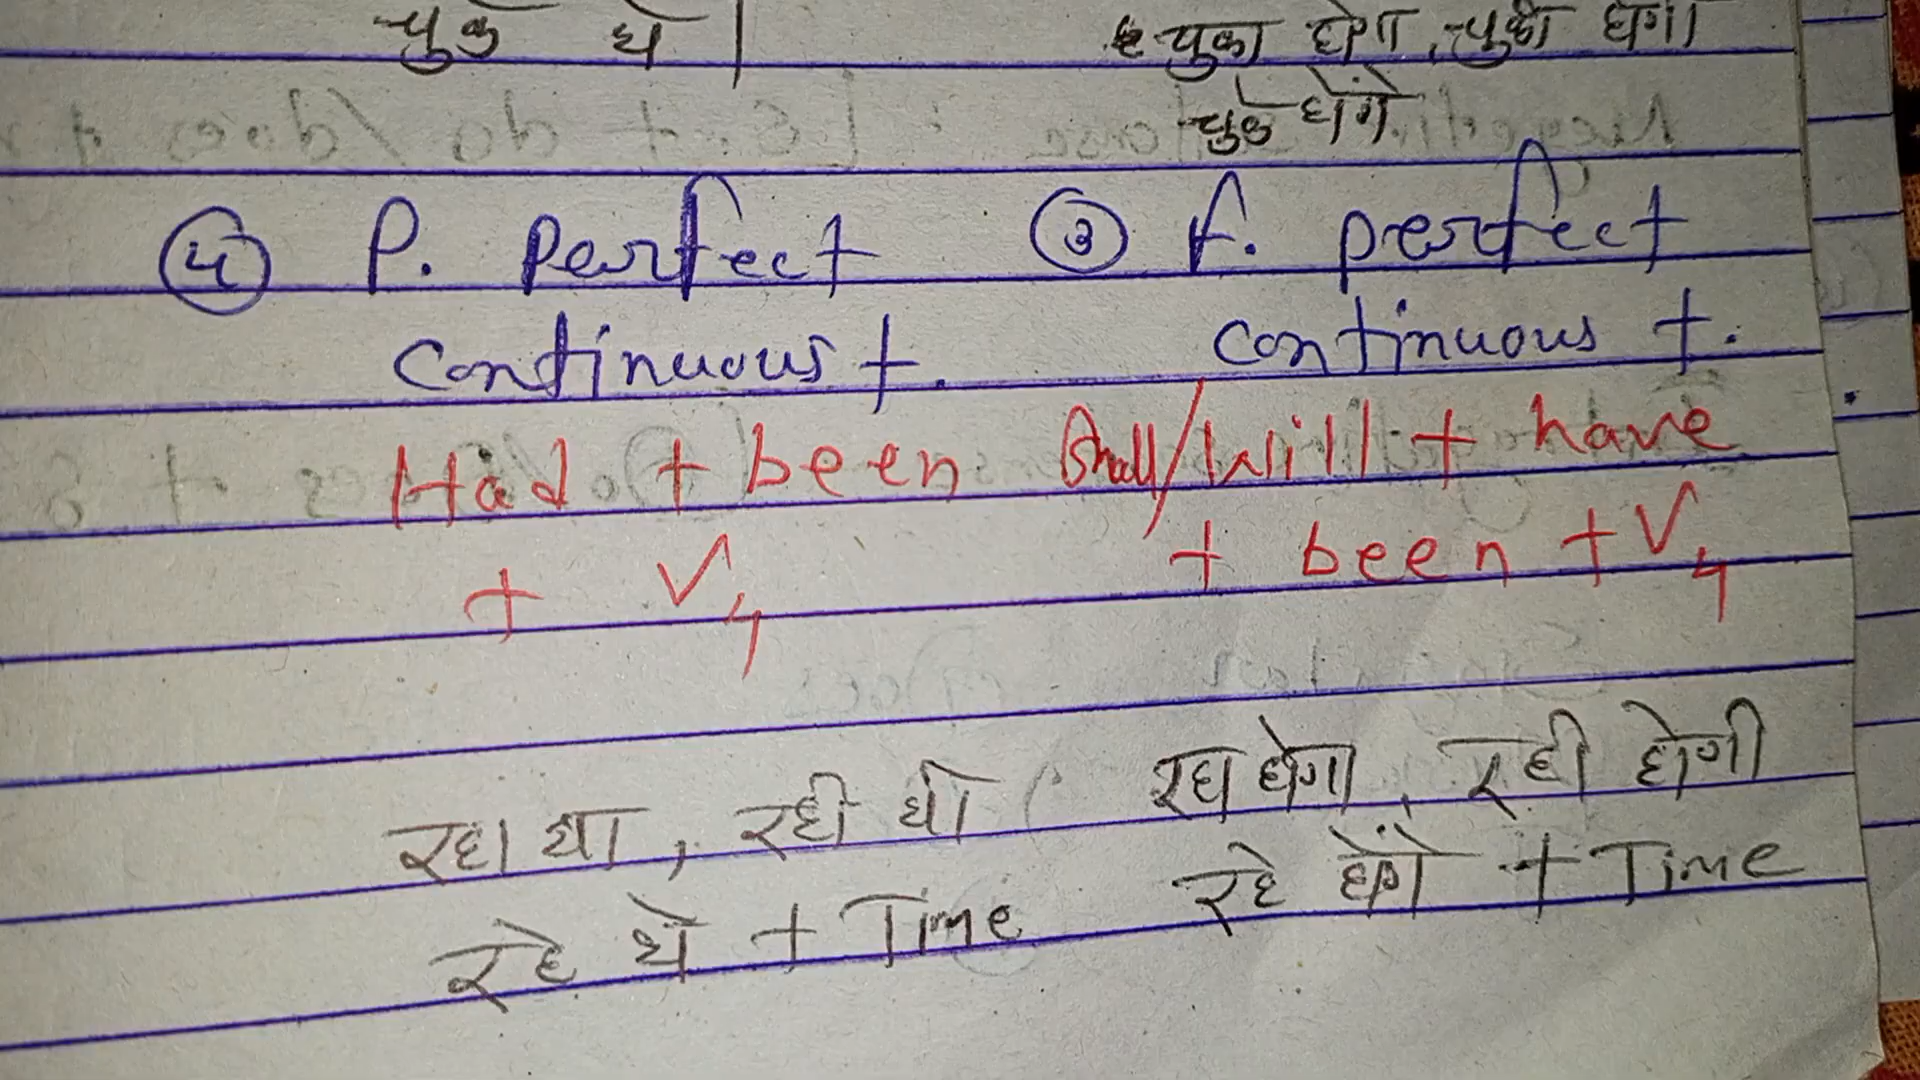 चुके थे
चुका होगा, चुकी होगी
चुके होंगे
④ P. Perfect
continuous t.
Had + been
+ V4
रहा था, रही थी
रहे थे + Time
③ f. perfect
continuous t.
Shall/Will + have
+ been + V4
रहा होगा, रही होगी
रहे होंगे + Time